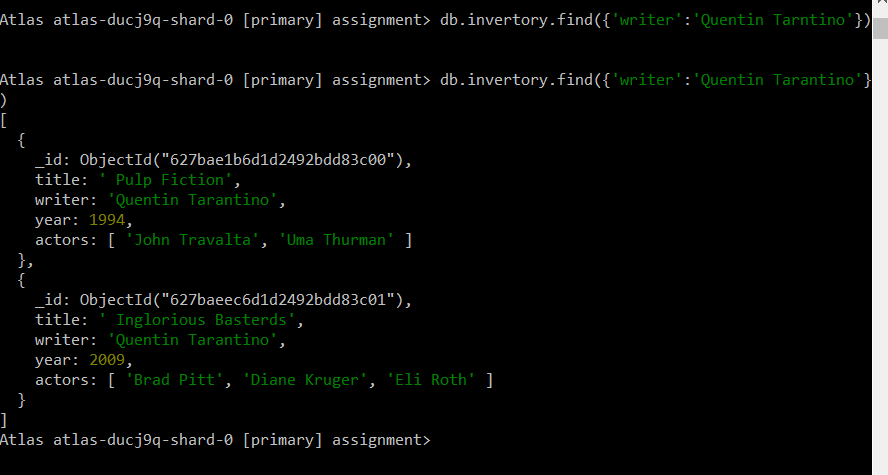 Atlas atlas-ducj9q-shard-0 [primary] assignment> db.inventory.find({'writer':'Quentin Tarntino'})
Atlas atlas-ducj9q-shard-0 [primary] assignment> db.inventory.find({'writer':'Quentin Tarantino'}
)
[
  {
    _id: ObjectId("627bae1b6d1d2492bdd83c00"),
    title: ' Pulp Fiction',
    writer: 'Quentin Tarantino',
    year: 1994,
    actors: [ 'John Travalta', 'Uma Thurman' ]
  },
  {
    _id: ObjectId("627baeec6d1d2492bdd83c01"),
    title: ' Inglorious Basterds',
    writer: 'Quentin Tarantino',
    year: 2009,
    actors: [ 'Brad Pitt', 'Diane Kruger', 'Eli Roth' ]
  }
]
Atlas atlas-ducj9q-shard-0 [primary] assignment>